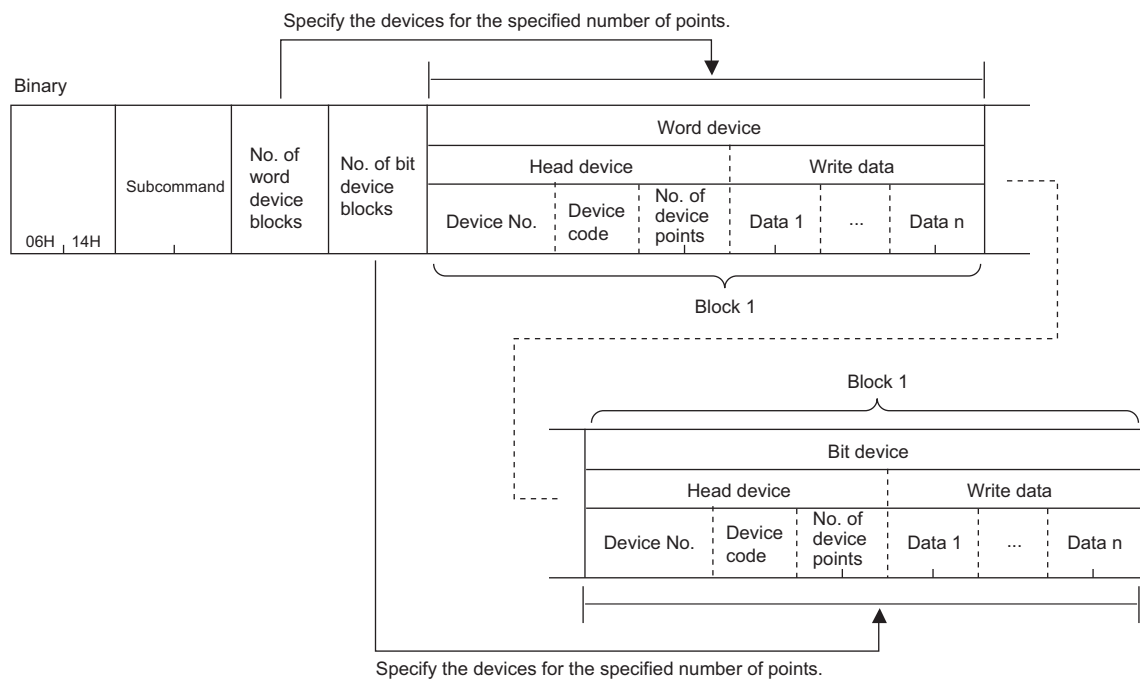 Specify the devices for the specified number of points.
Binary
06H 14H
Subcommand
No. of
word
device
blocks
No. of bit
device
blocks
Word device
Head device
Write data
Device No.
Device
code
No. of
device
points
Data 1
...
Data n
Block 1
Block 1
Bit device
Head device
Write data
Device No.
Device
code
No. of
device
points
Data 1
...
Data n
Specify the devices for the specified number of points.